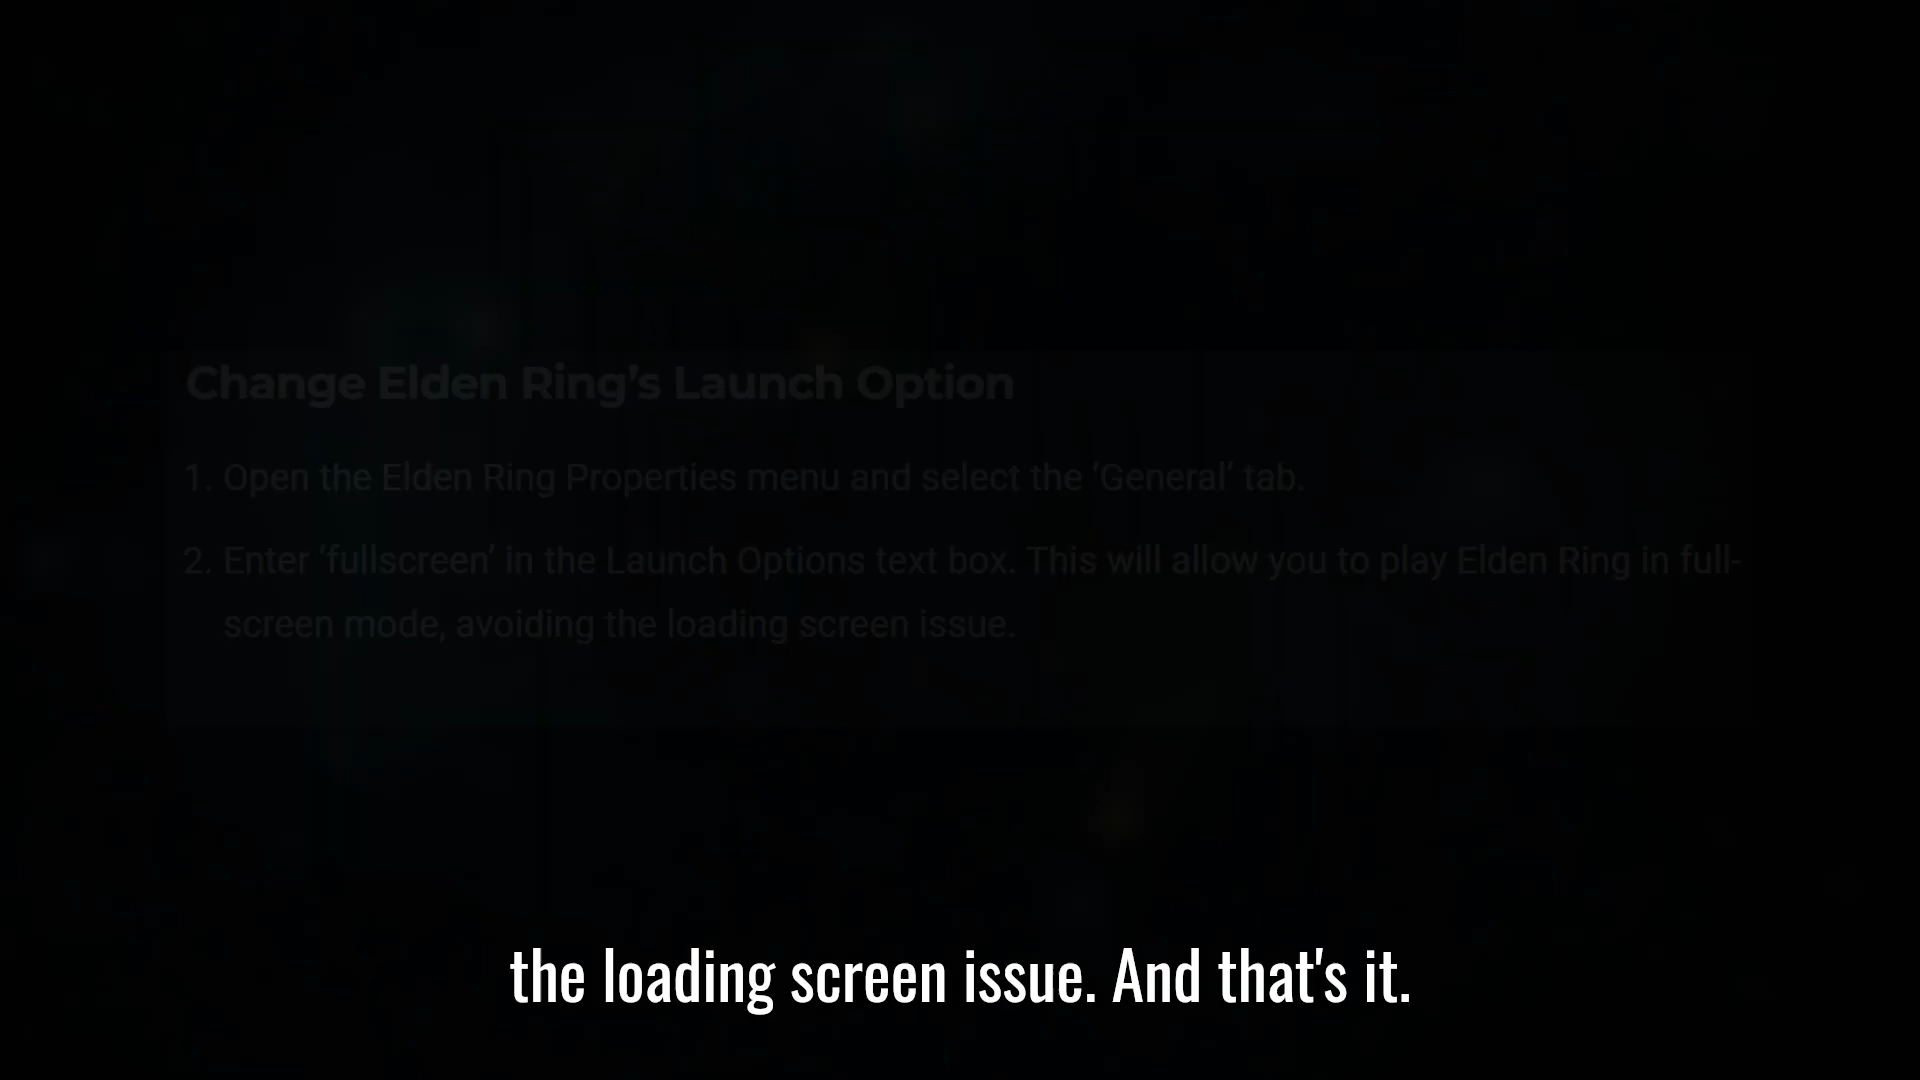 Change Elden Ring’s Launch Option
1. Open the Elden Ring Properties menu and select the ‘General’ tab.
2. Enter ‘fullscreen’ in the Launch Options text box. This will allow you to play Elden Ring in full-
screen mode, avoiding the loading screen issue.
the loading screen issue. And that's it.